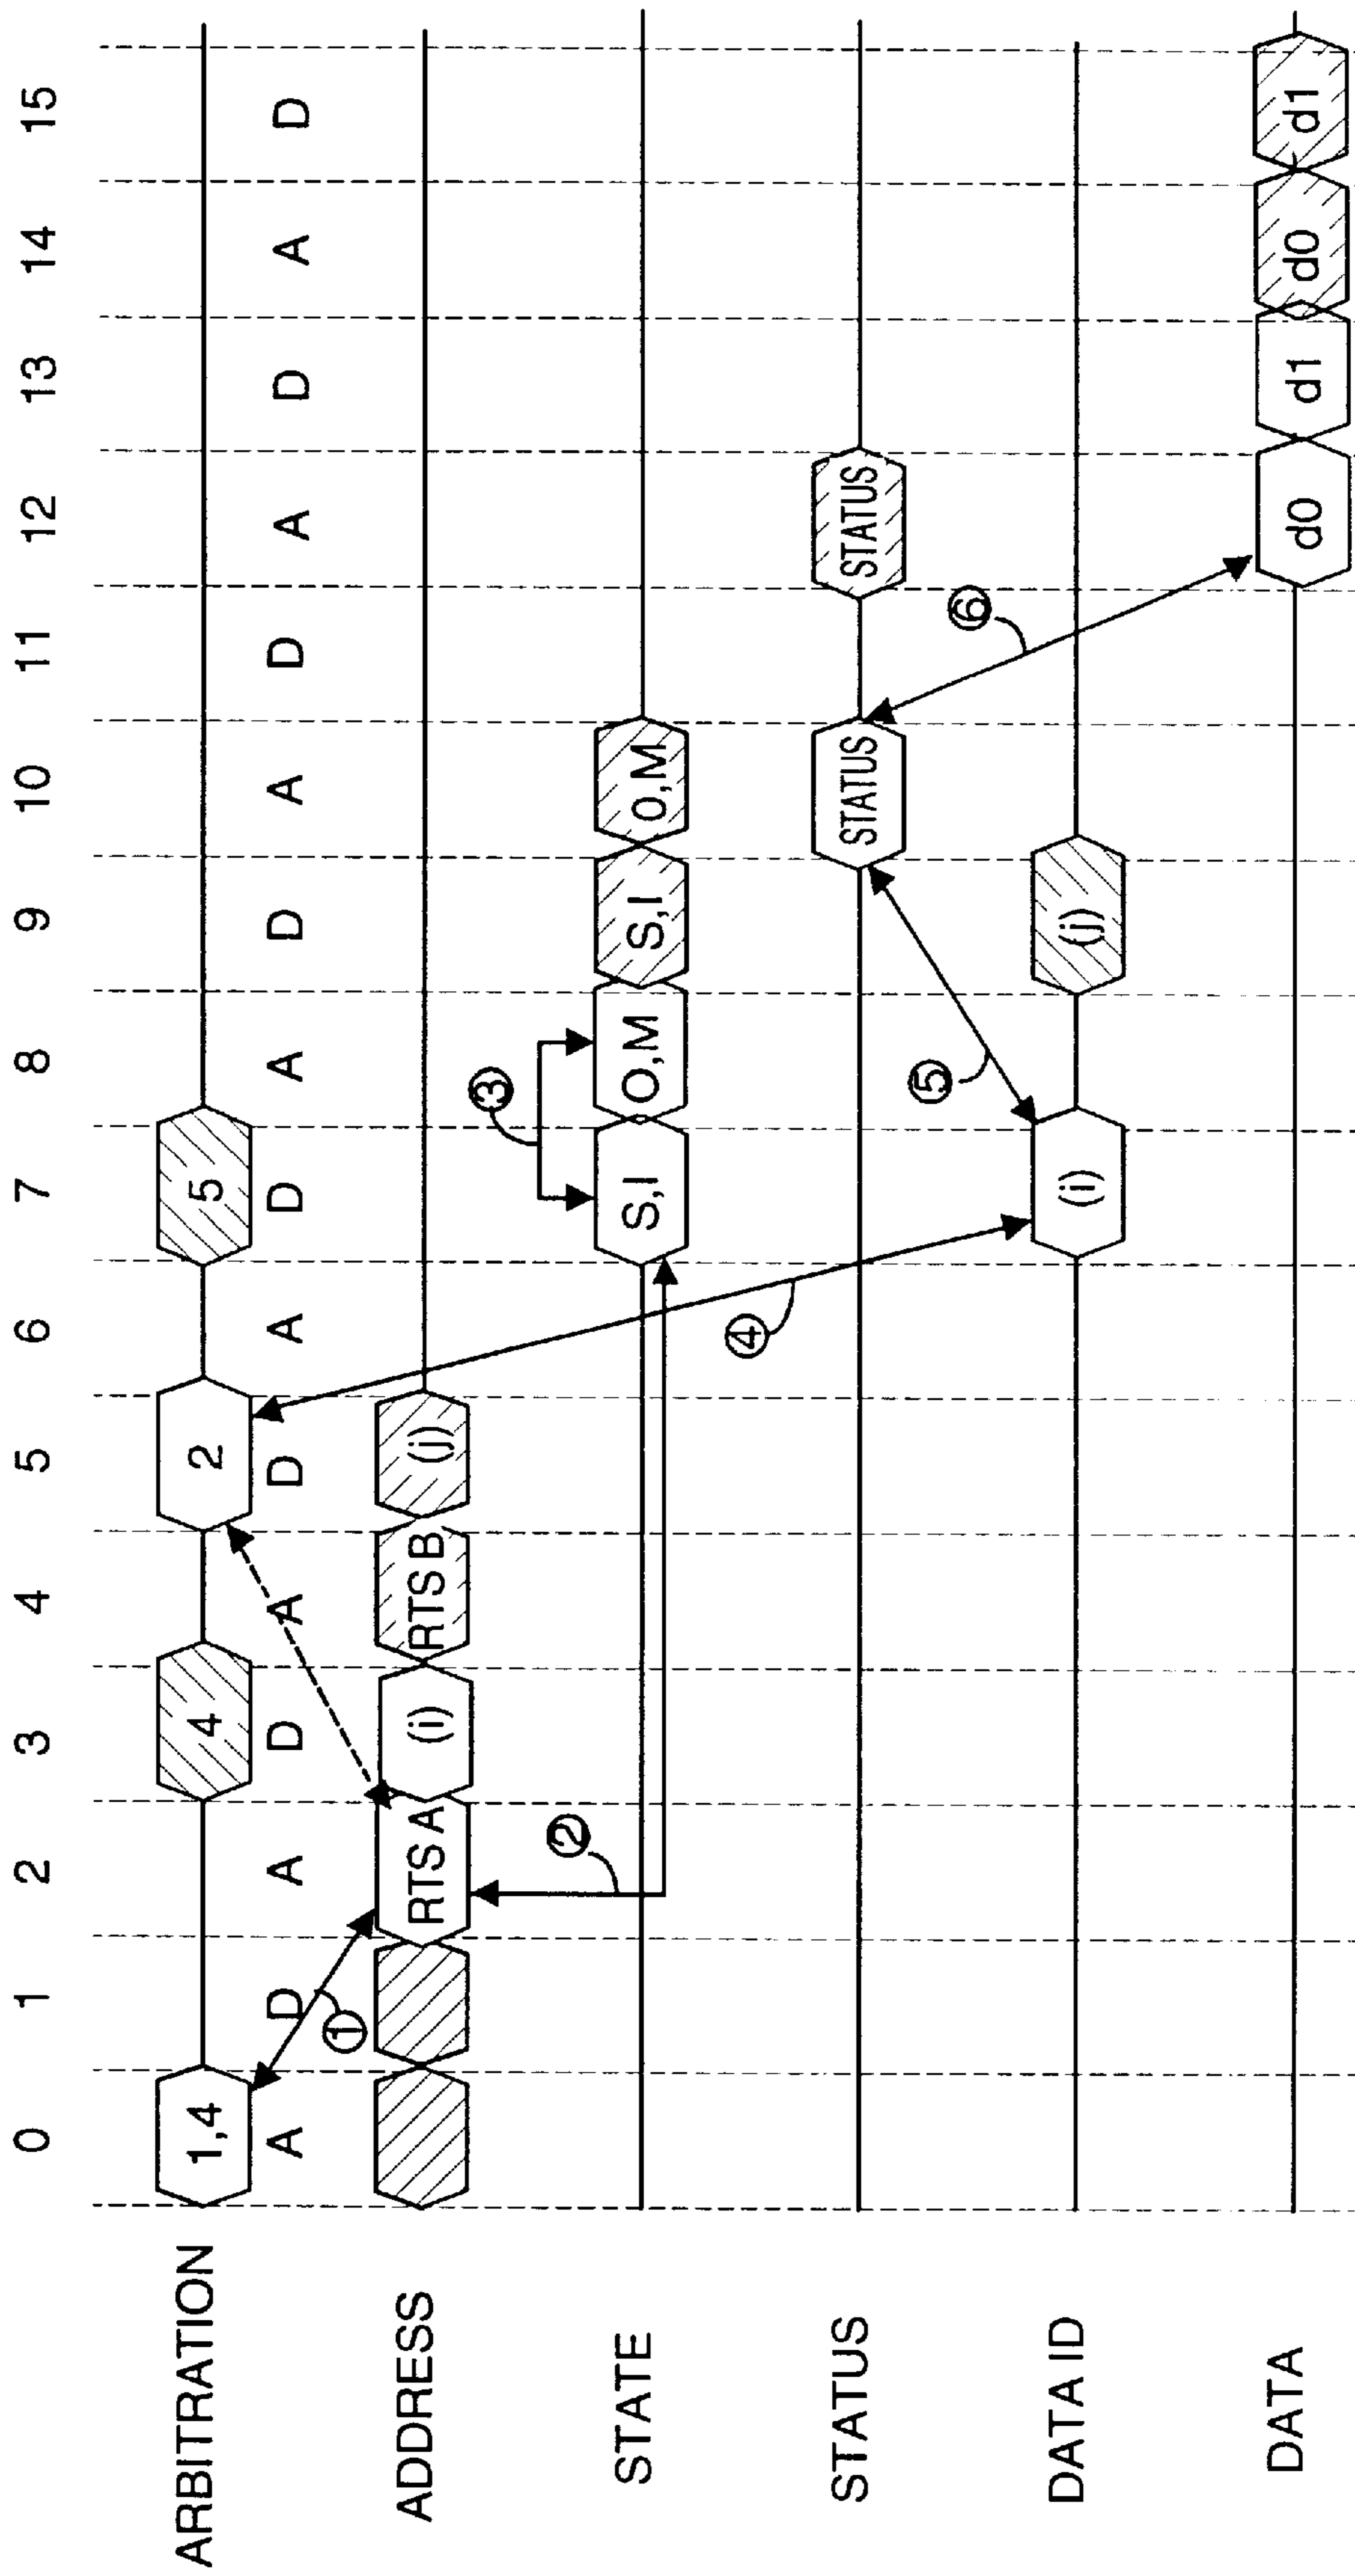 0 1 2 3 4 5 6 7 8 9 10 11 12 13 14 15
ARBITRATION 1,4 4 2 5
A D A D A D A D A D A D A D A D
①
ADDRESS RTS A (i) RTS B (j)
②
③
STATE S,I O,M S,I O,M
④
STATUS STATUS STATUS
⑤ ⑥
DATA ID (i) (j)
DATA d0 d1 d0 d1